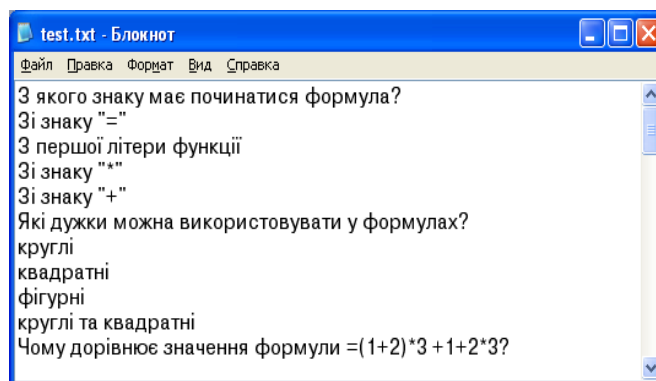 test.txt - Блокнот
Файл Правка Формат Вид Справка
З якого знаку має починатися формула?
Зі знаку "="
З першої літери функції
Зі знаку "*"
Зі знаку "+"
Які дужки можна використовувати у формулах?
круглі
квадратні
фігурні
круглі та квадратні
Чому дорівнює значення формули =(1+2)*3 +1+2*3?